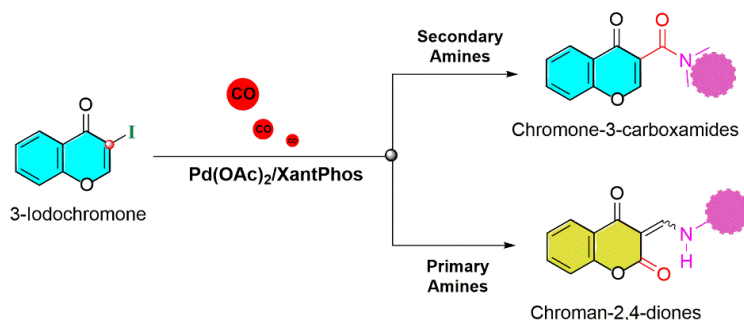 Secondary
Amines
O
O
N
O
Chromone-3-carboxamides
CO
CO
co
O
I
O
3-Iodochromone
Pd(OAc)2/XantPhos
Primary
Amines
O
N
H
O
O
Chroman-2,4-diones